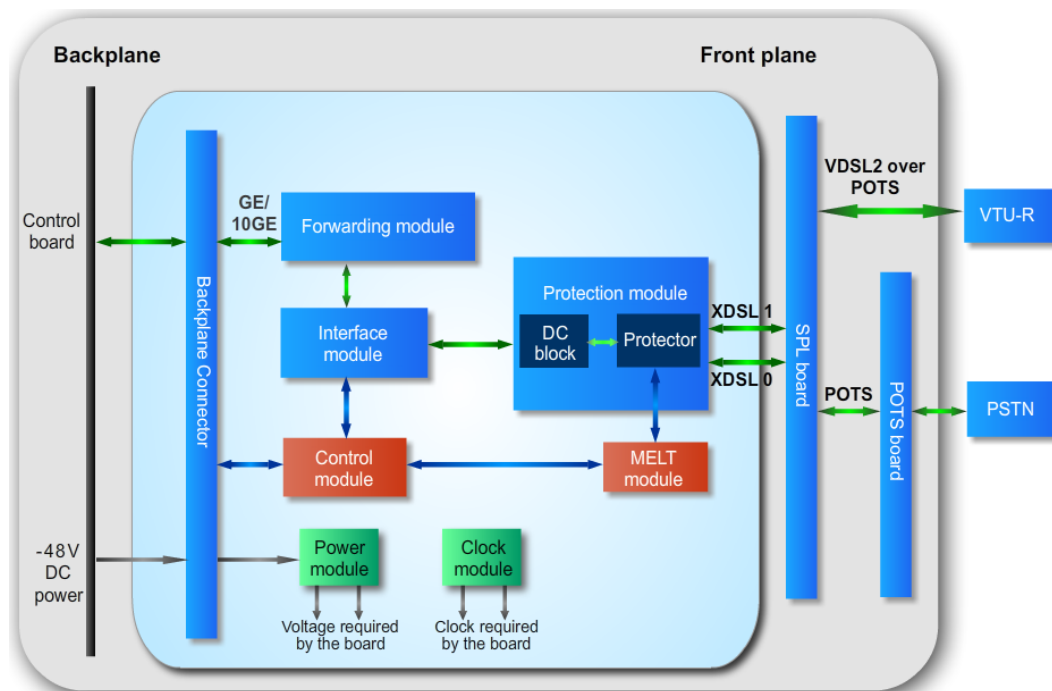 Backplane
Front plane
VDSL2 over
POTS
GE/
10GE
Forwarding module
VTU-R
Control
board
Protection module
XDSL 1
Interface
module
DC
block
Protector
XDSL 0
SPL board
Backplane Connector
POTS
POTS board
PSTN
Control
module
MELT
module
-48V
DC
power
Power
module
Clock
module
Voltage required
by the board
Clock required
by the board